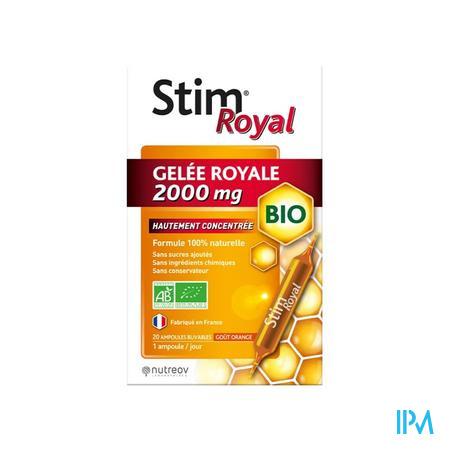 Stim®
Royal
GELÉE ROYALE
2000 mg
BIO
HAUTEMENT CONCENTRÉE
Formule 100% naturelle
Sans sucres ajoutés
Sans ingrédients chimiques
Sans conservateur
AB
Fabriqué en France
20 AMPOULES BUVABLES GOÛT ORANGE
1 ampoule / jour
Stim
Royal
nutreov
IPM